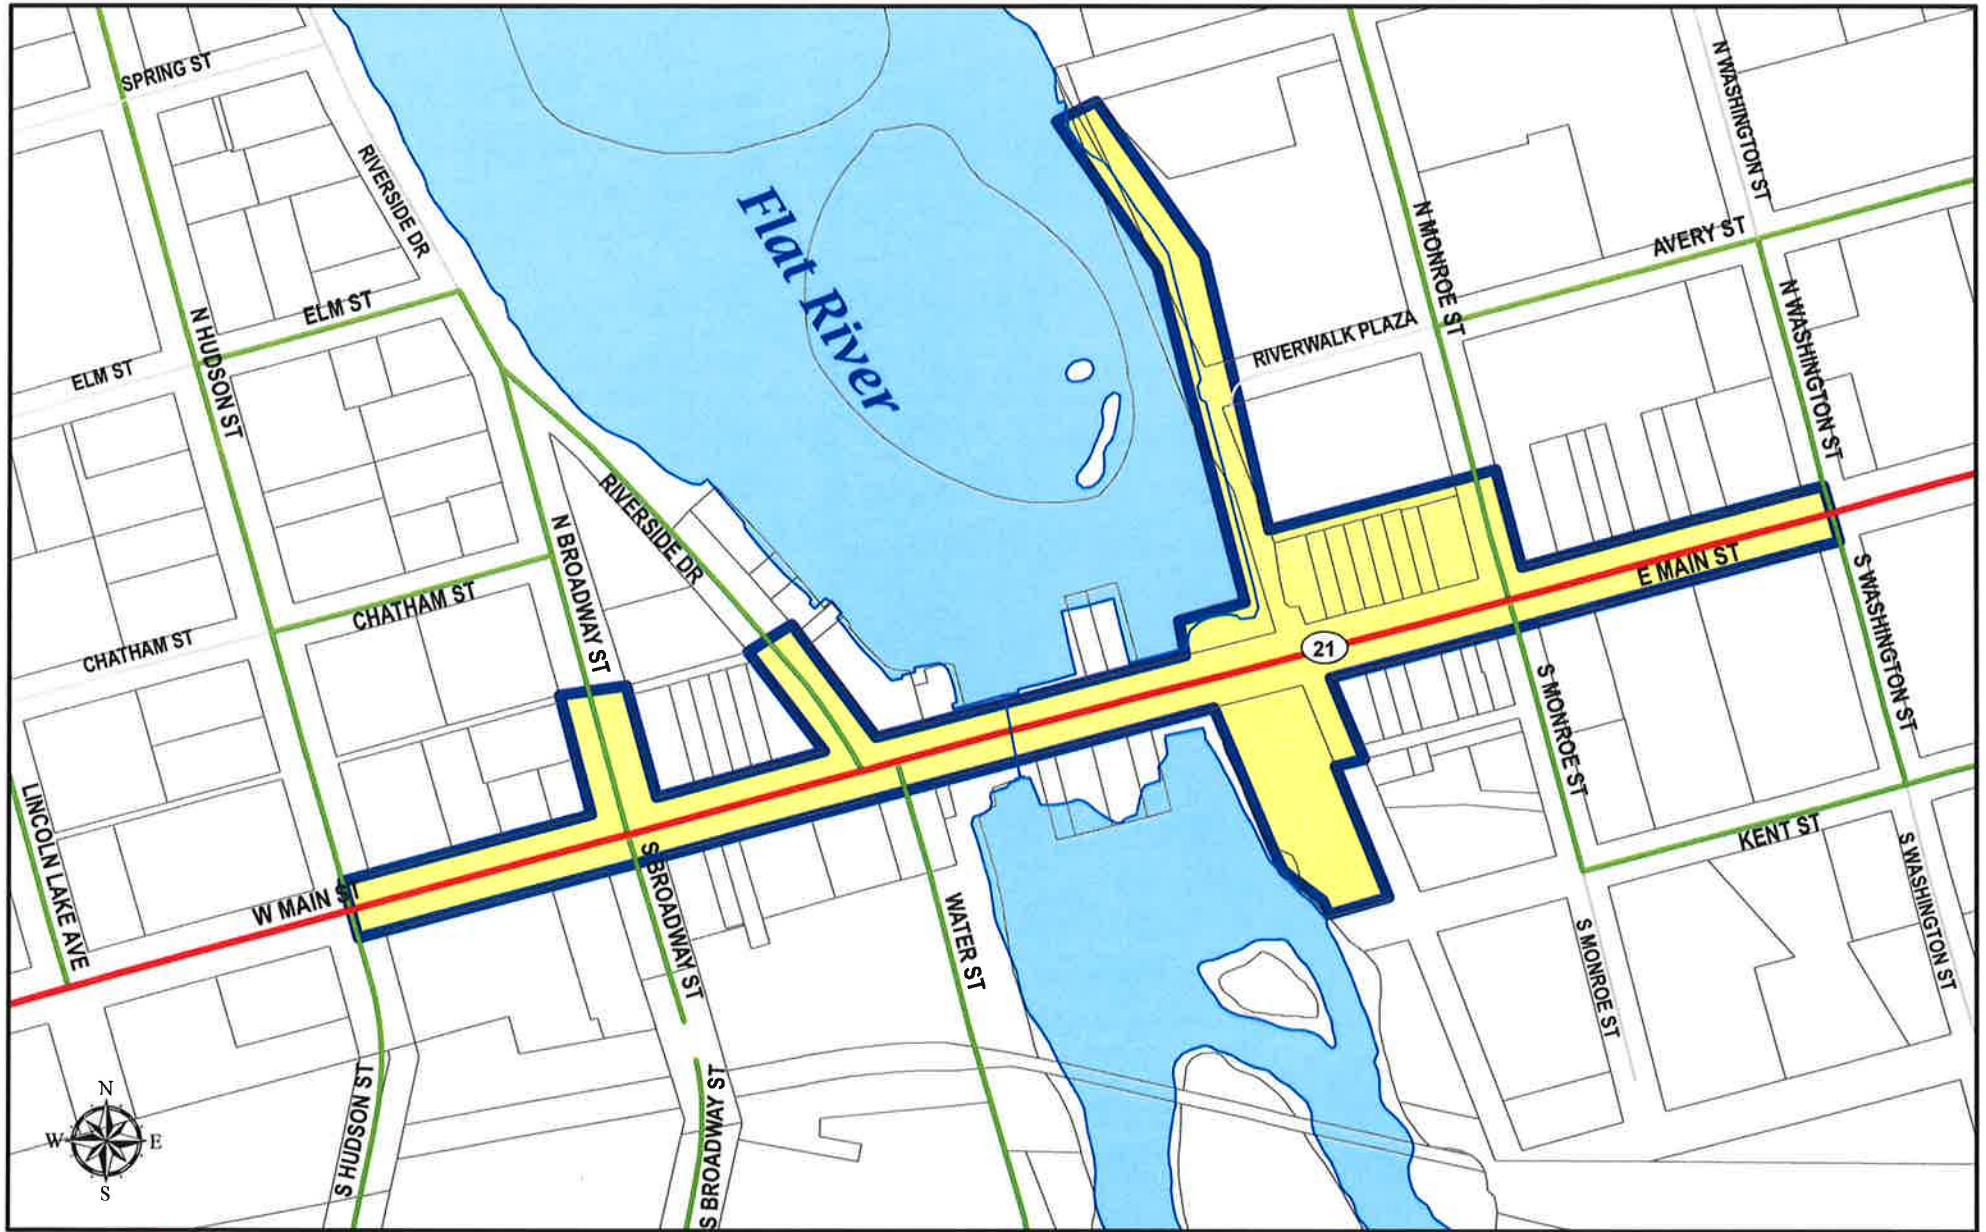 SPRING ST
N WASHINGTON ST
RIVERSIDE DR
Flat River
N MONROE ST
AVERY ST
ELM ST
N HUDSON ST
N WASHINGTON ST
RIVERWALK PLAZA
ELM ST
RIVERSIDE DR
N BROADWAY ST
E MAIN ST
S WASHINGTON ST
CHATHAM ST
CHATHAM ST
21
S MONROE ST
LINCOLN LAKE AVE
KENT ST
S WASHINGTON ST
S BROADWAY ST
W MAIN ST
WATER ST
S MONROE ST
S HUDSON ST
S BROADWAY ST
N
W
E
S